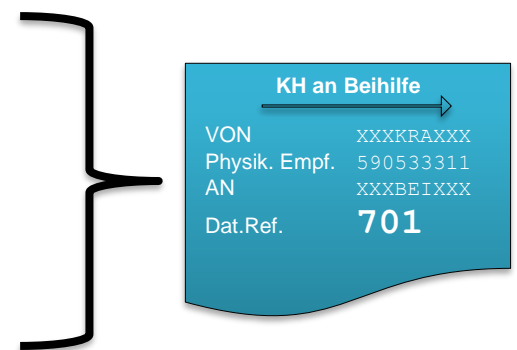 KH an Beihilfe
VON XXXKRAXXX
Physik. Empf. 590533311
AN XXXBEIXXX
Dat.Ref. 701